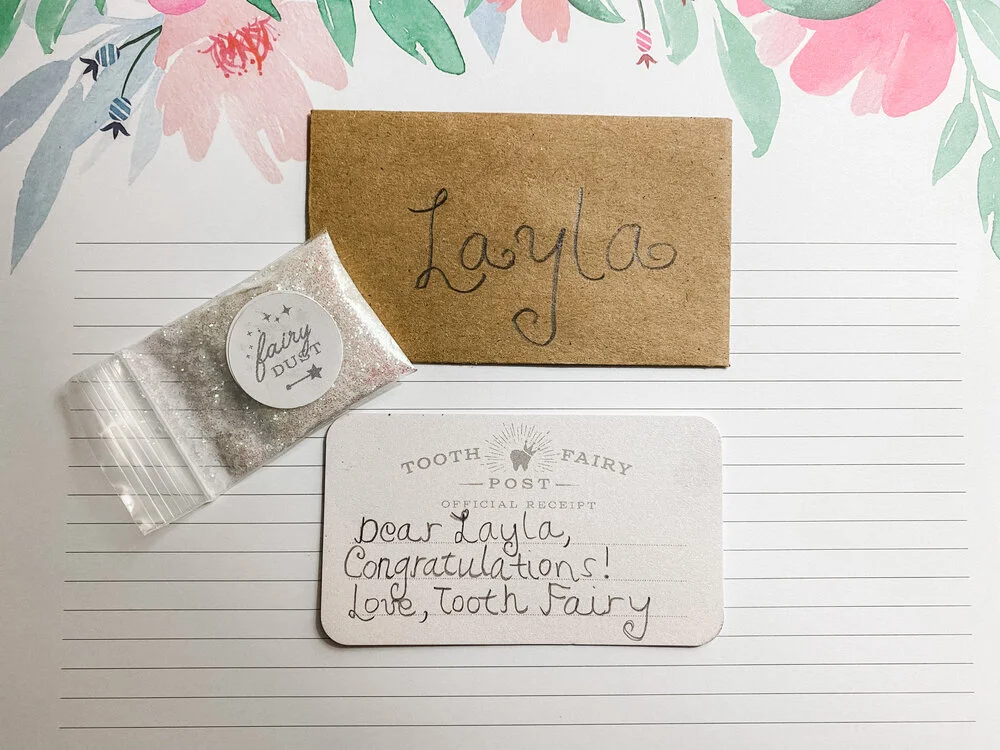 Layla
fairy
DUST
TOOTH FAIRY
POST
OFFICIAL RECEIPT
Dear Layla,
Congratulations!
Love, Tooth Fairy